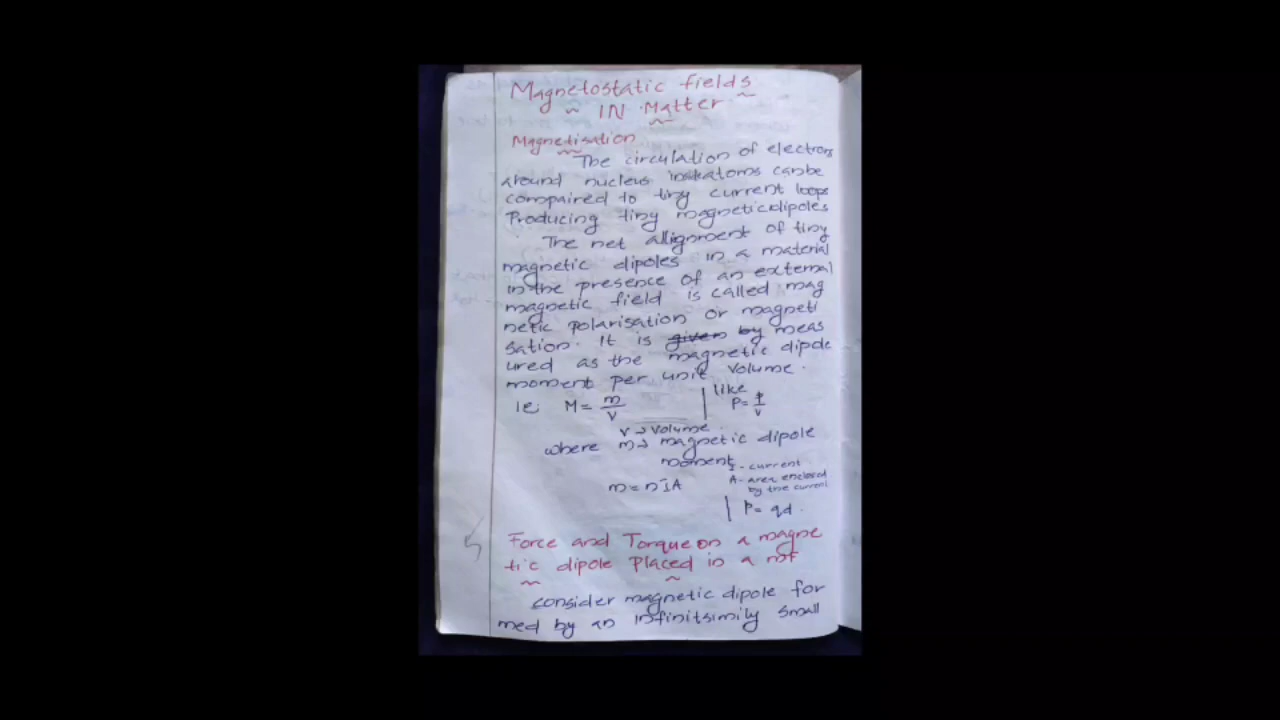 Magnetostatic fields
IN Matter
Magnetisation
The circulation of electrons
around nucleus in atoms canbe
compaired to tiny current loops
Producing tiny magnetic dipoles
The net allignment of tiny
magnetic dipoles in a material
in the presence of an external
magnetic field is called mag
netic polarisation or magneti
sation. It is given by meas
ured as the magnetic dipole
moment per unit volume.
ie; M = m/v | like P = p/v
v → volume
where m → magnetic dipole
moment
I - current
m = nIA
A - area enclosed
by the current
| P = qd.
Force and Torque on a magne
tic dipole Placed in a mf
consider magnetic dipole for
med by an infinitsimily small